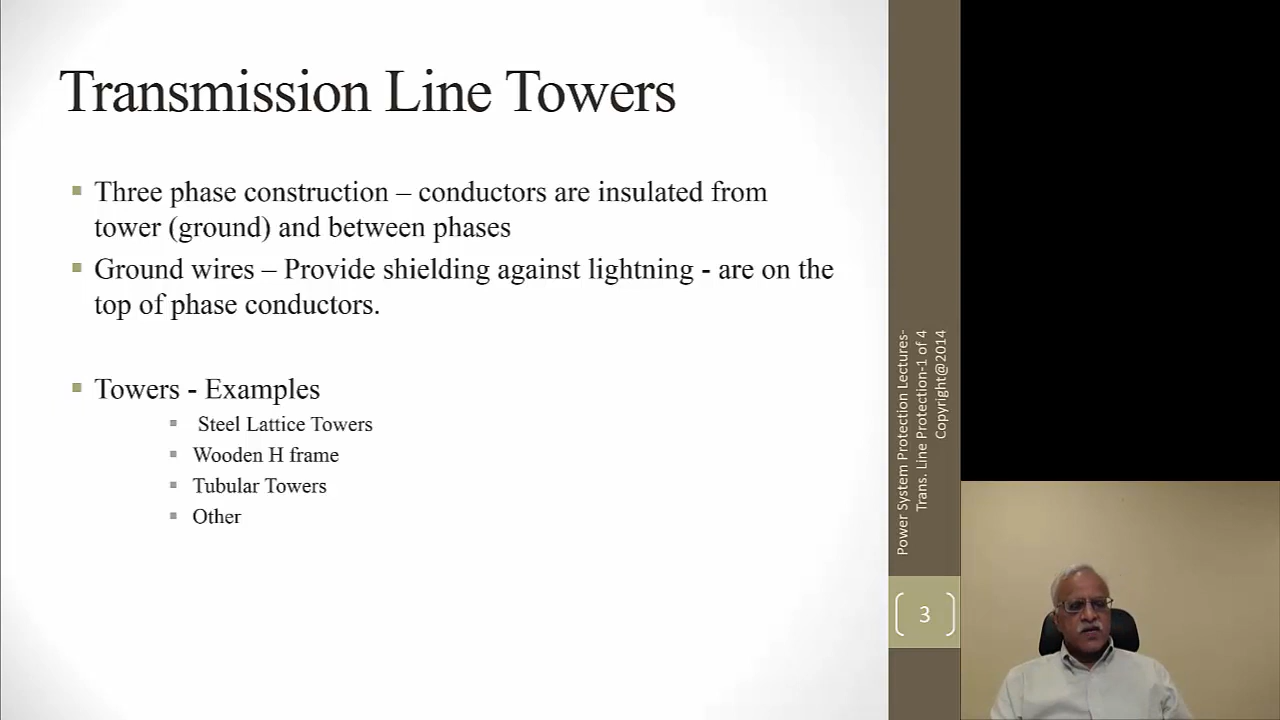 Transmission Line Towers
Three phase construction – conductors are insulated from
tower (ground) and between phases
Ground wires – Provide shielding against lightning - are on the
top of phase conductors.
Towers - Examples
Steel Lattice Towers
Wooden H frame
Tubular Towers
Other
Power System Protection Lectures-
Trans. Line Protection-1 of 4
Copyright@2014
3